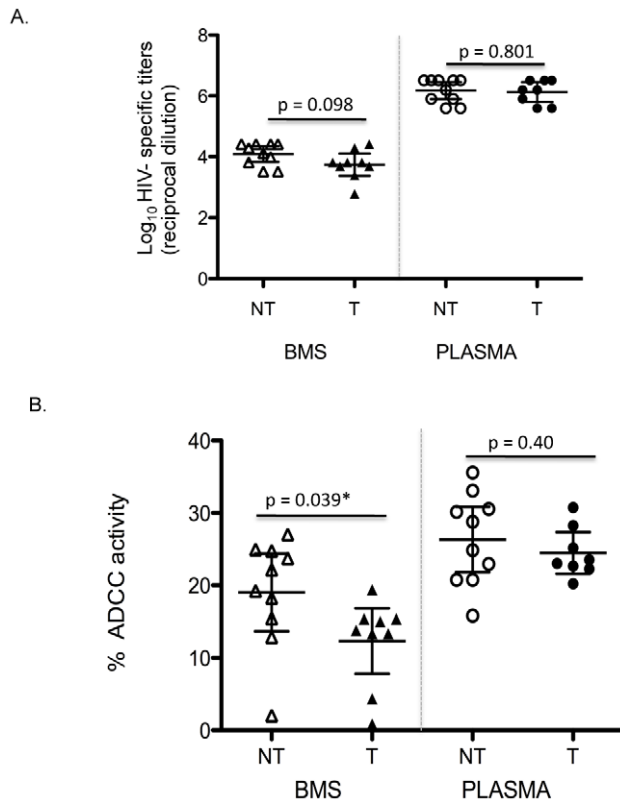 A.
Log10 HIV- specific titers
(reciprocal dilution)
8
6
4
2
0
p = 0.098
p = 0.801
NT T NT T
BMS PLASMA
B.
% ADCC activity
40
30
20
10
0
p = 0.039*
p = 0.40
NT T NT T
BMS PLASMA